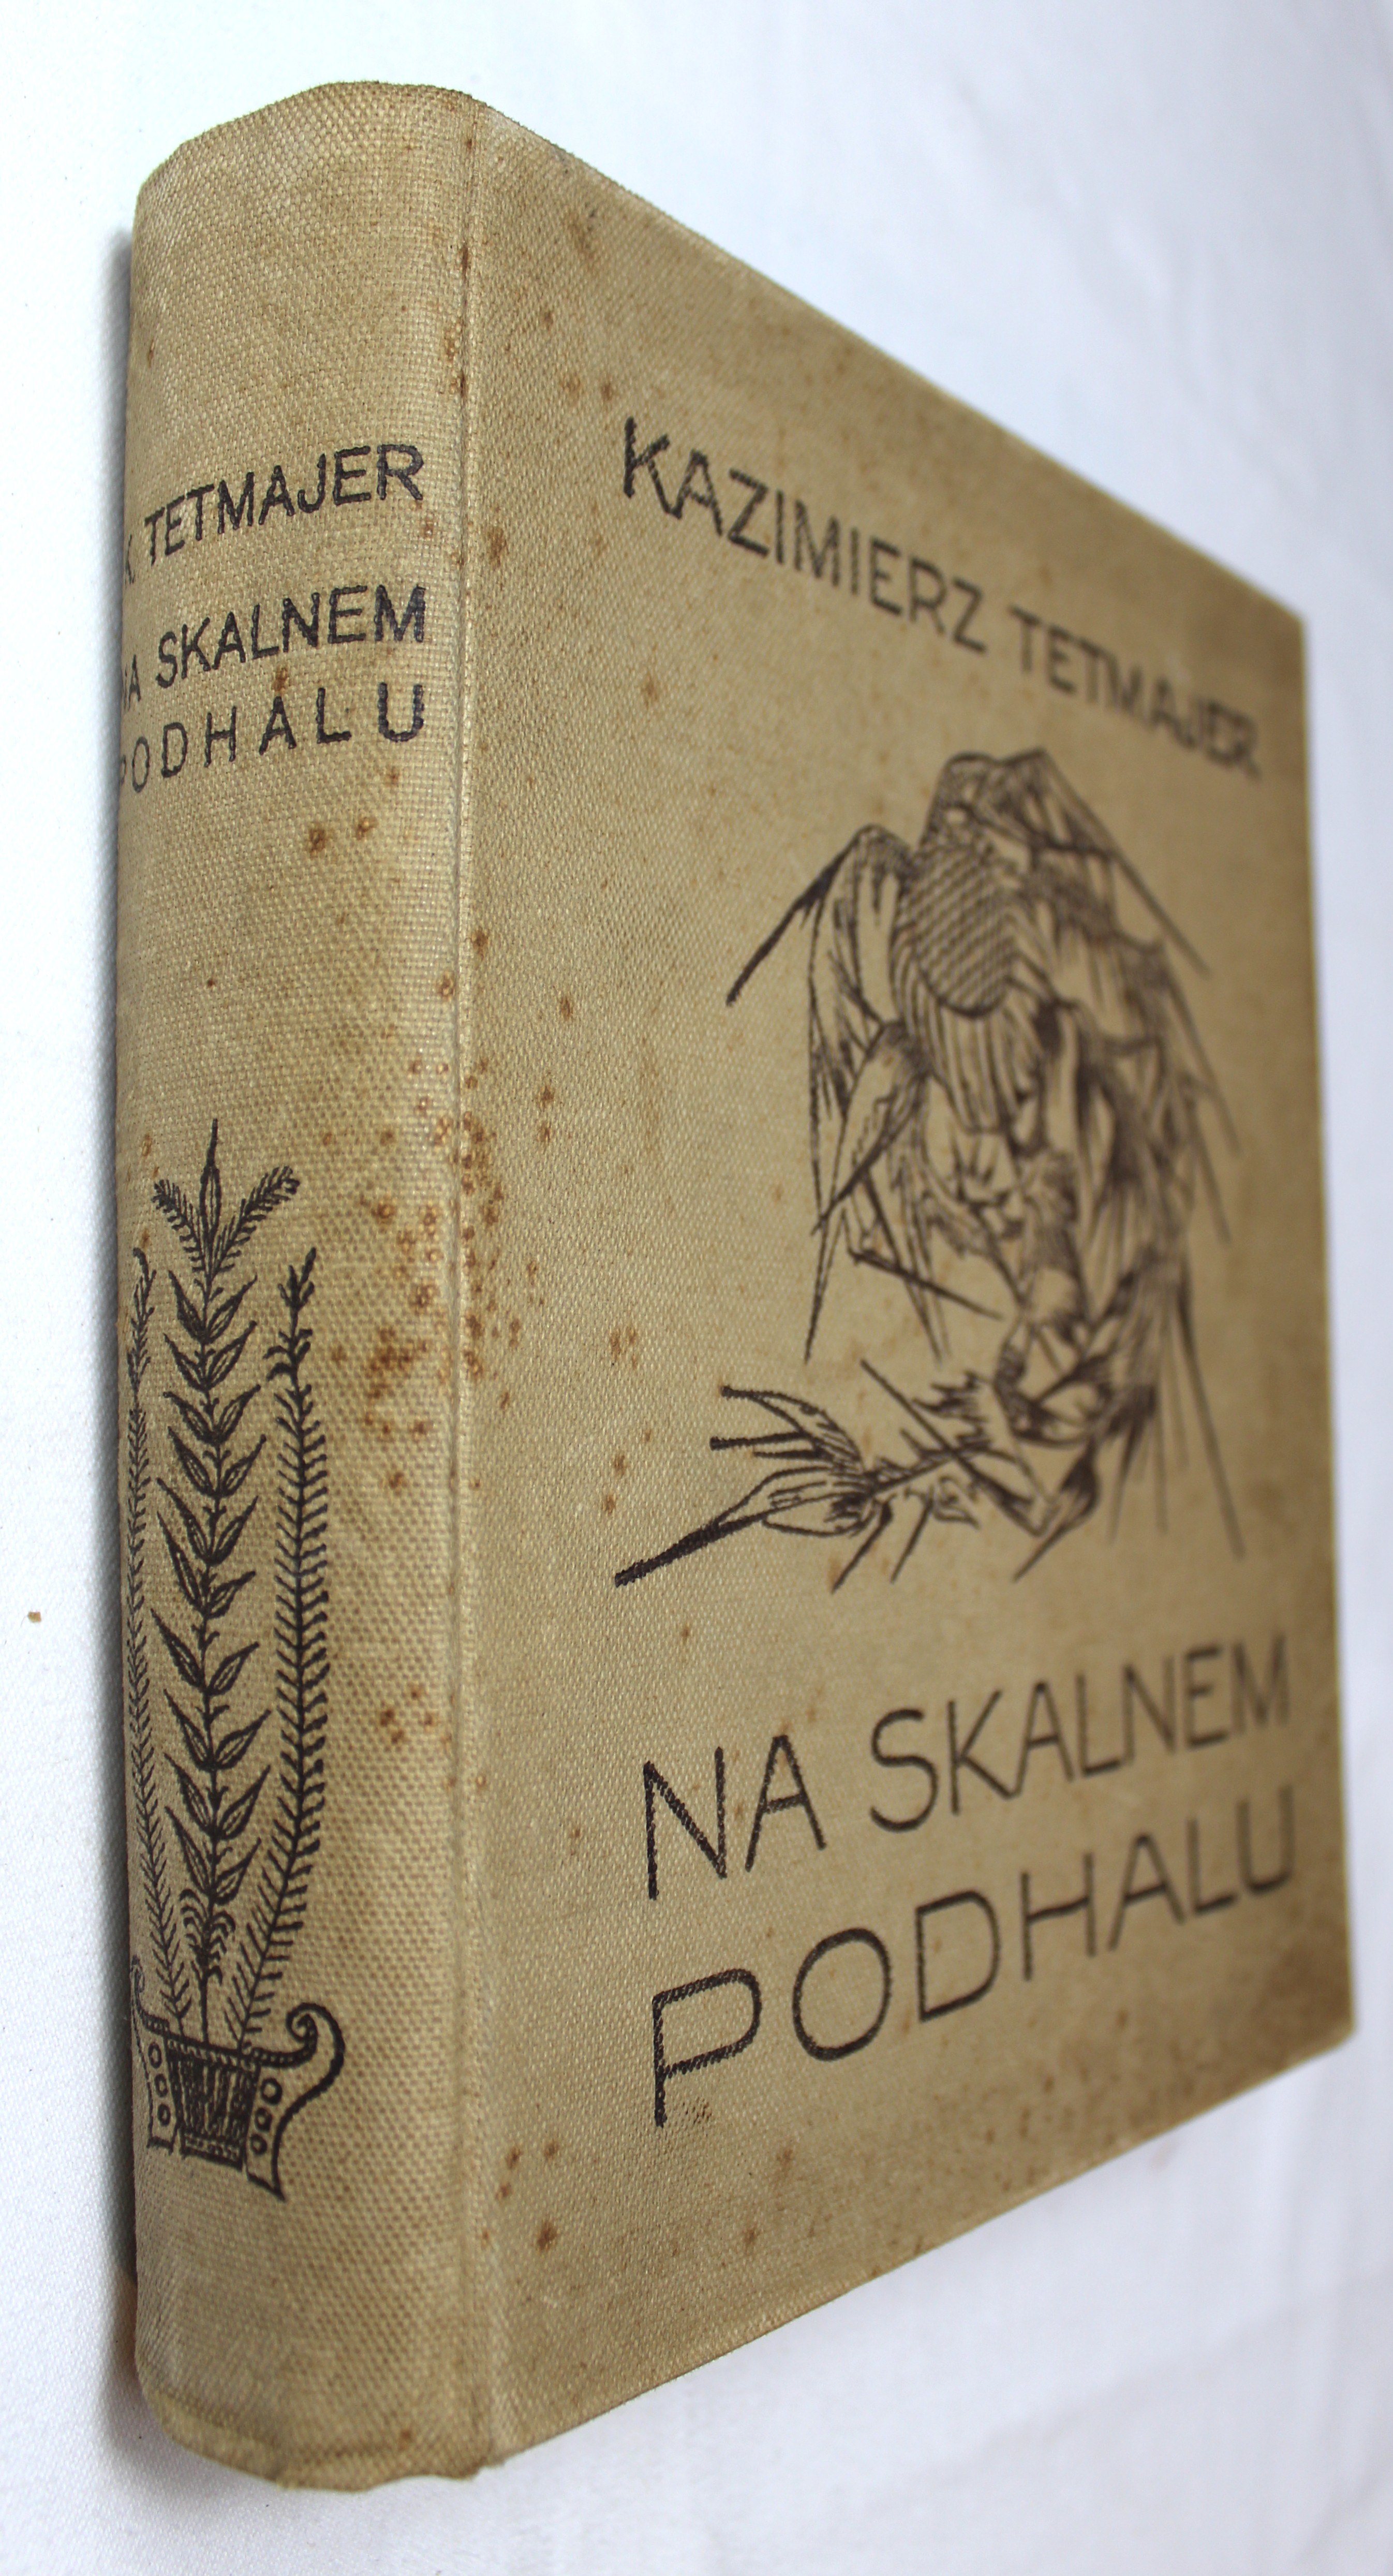 K TETMAJER
NA SKALNEM
PODHALU
KAZIMIERZ TETMAJER
NA SKALNEM
PODHALU